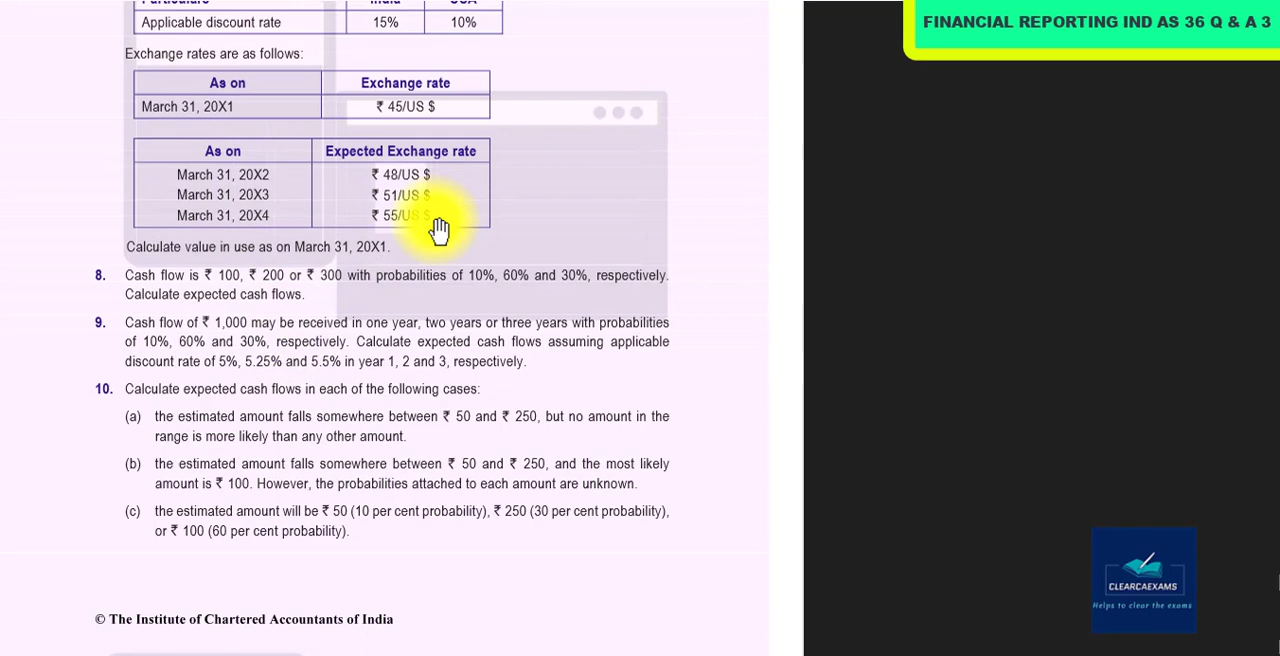 FINANCIAL REPORTING IND AS 36 Q & A 3
Applicable discount rate 15% 10%
Exchange rates are as follows:
As on Exchange rate
March 31, 20X1 ₹ 45/US $
As on Expected Exchange rate
March 31, 20X2 ₹ 48/US $
March 31, 20X3 ₹ 51/US $
March 31, 20X4 ₹ 55/US $
Calculate value in use as on March 31, 20X1.
8. Cash flow is ₹ 100, ₹ 200 or ₹ 300 with probabilities of 10%, 60% and 30%, respectively.
Calculate expected cash flows.
9. Cash flow of ₹ 1,000 may be received in one year, two years or three years with probabilities
of 10%, 60% and 30%, respectively. Calculate expected cash flows assuming applicable
discount rate of 5%, 5.25% and 5.5% in year 1, 2 and 3, respectively.
10. Calculate expected cash flows in each of the following cases:
(a) the estimated amount falls somewhere between ₹ 50 and ₹ 250, but no amount in the
range is more likely than any other amount.
(b) the estimated amount falls somewhere between ₹ 50 and ₹ 250, and the most likely
amount is ₹ 100. However, the probabilities attached to each amount are unknown.
(c) the estimated amount will be ₹ 50 (10 per cent probability), ₹ 250 (30 per cent probability),
or ₹ 100 (60 per cent probability).
© The Institute of Chartered Accountants of India
CLEARCAEXAMS
Helps to clear the exams